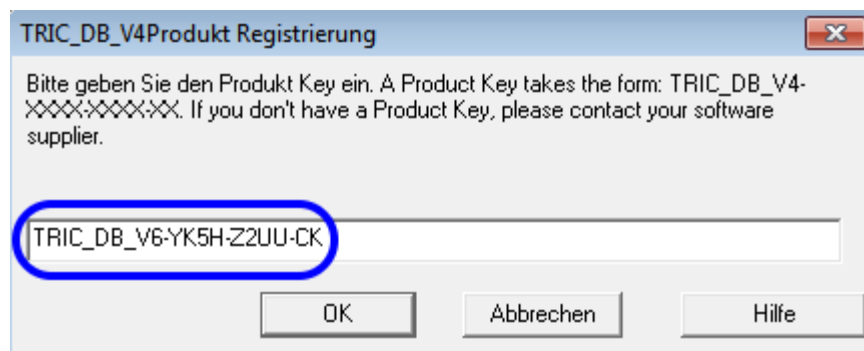 TRIC_DB_V4Produkt Registrierung
Bitte geben Sie den Produkt Key ein. A Product Key takes the form: TRIC_DB_V4-
XXXX-XXXX-XX. If you don't have a Product Key, please contact your software
supplier.
TRIC_DB_V6-YK5H-Z2UU-CK
OK
Abbrechen
Hilfe